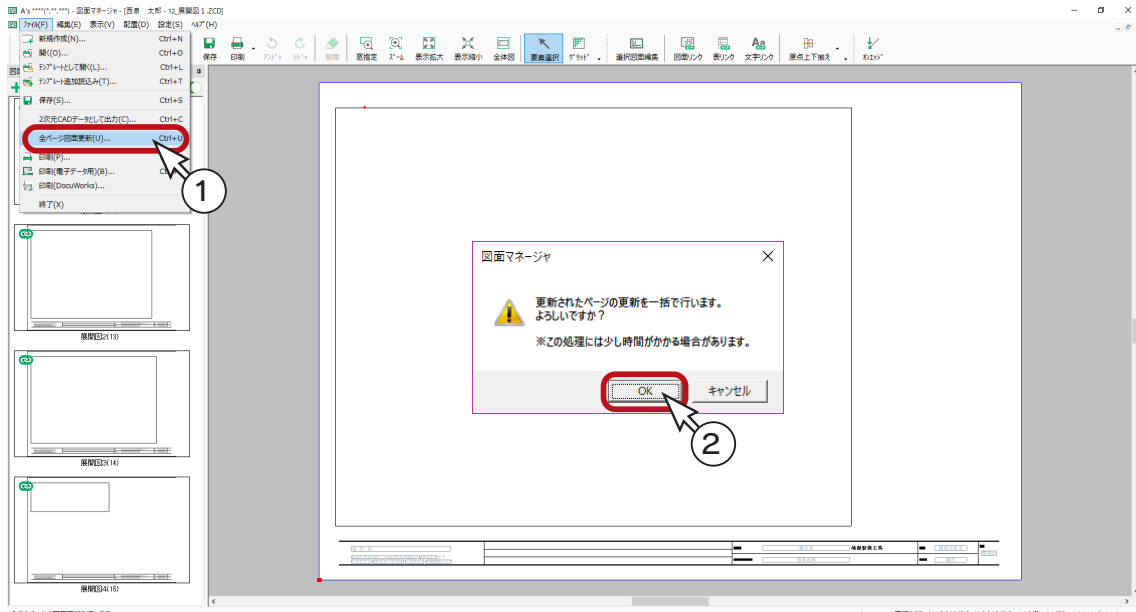 A's ****(*.**.***) - 図面マネージャ - [西泉　太郎 - 12_展開図１.ZCD]
ﾌｧｲﾙ(F) 編集(E) 表示(V) 配置(D) 設定(S) ﾍﾙﾌﾟ(H)
新規作成(N)... Ctrl+N
開く(O)... Ctrl+O
ﾃﾝﾌﾟﾚｰﾄとして開く(L)... Ctrl+L
ﾃﾝﾌﾟﾚｰﾄ追加読込み(T)... Ctrl+T
保存(S)... Ctrl+S
2次元CADデータとして出力(C)... Ctrl+C
全ページ図面更新(U)... Ctrl+U
印刷(P)...
印刷(電子データ用)(B)...
印刷(DocuWorks)...
終了(X)
保存 印刷 ｱﾝﾄﾞｩ ﾘﾄﾞｩ 削除 窓指定 ｽﾞｰﾑ 表示拡大 表示縮小 全体図 要素選択 ｸﾞﾘｯﾄﾞ 選択図面編集 図面リンク 表リンク 文字リンク 原点上下揃え ｵﾝｴｯｼﾞ
1
展開図2(13)
展開図3(14)
展開図4(15)
図面マネージャ
更新されたページの更新を一括で行います。
よろしいですか？
※この処理には少し時間がかかる場合があります。
OK キャンセル
2